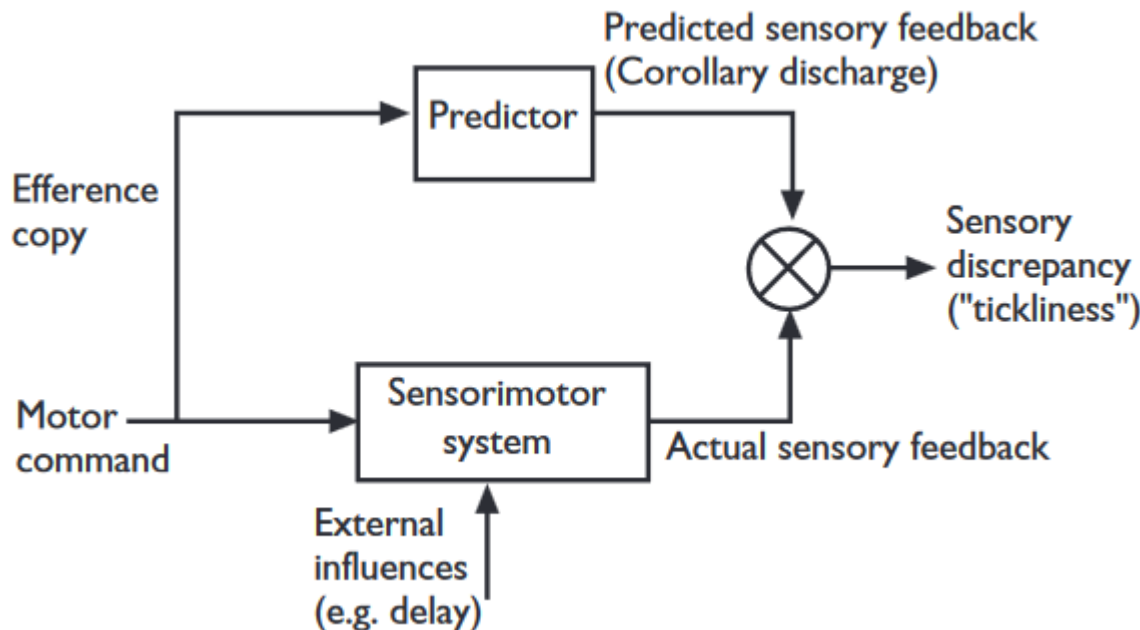 Predicted sensory feedback
(Corollary discharge)
Predictor
Efference
copy
Sensory
discrepancy
("tickliness")
Sensorimotor
system
Motor
command
Actual sensory feedback
External
influences
(e.g. delay)